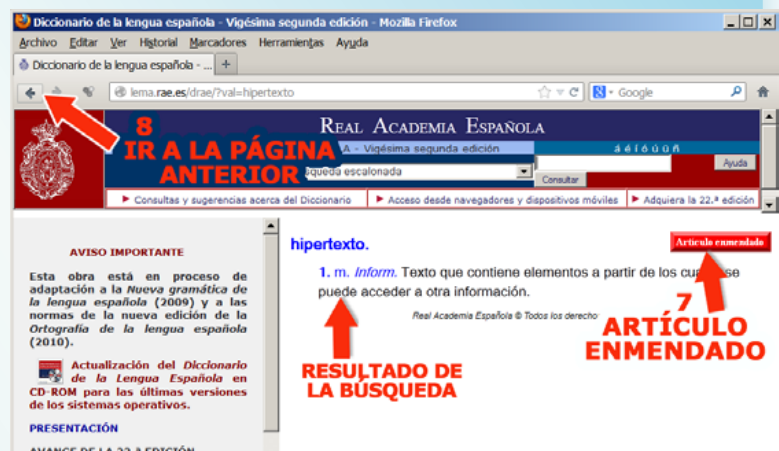 Diccionario de la lengua española - Vigésima segunda edición - Mozilla Firefox
Archivo Editar Ver Historial Marcadores Herramientas Ayuda
Diccionario de la lengua española - ... +
lema.rae.es/drae/?val=hipertexto
Google
8
IR A LA PÁGINA
ANTERIOR
REAL ACADEMIA ESPAÑOLA
A - Vigésima segunda edición
á é í ó ú ü ñ
squeda escalonada
Consultar
Ayuda
Consultas y sugerencias acerca del Diccionario
Acceso desde navegadores y dispositivos móviles
Adquiera la 22.ª edición
AVISO IMPORTANTE
Esta obra está en proceso de
adaptación a la Nueva gramática de
la lengua española (2009) y a las
normas de la nueva edición de la
Ortografía de la lengua española
(2010).
Actualización del Diccionario
de la Lengua Española en
CD-ROM para las últimas versiones
de los sistemas operativos.
PRESENTACIÓN
AVANCE DE LA 23.ª EDICIÓN
hipertexto.
Artículo enmendado
1. m. Inform. Texto que contiene elementos a partir de los cua se
puede acceder a otra información.
Real Academia Española © Todos los derecho
RESULTADO DE
LA BÚSQUEDA
7
ARTÍCULO
ENMENDADO